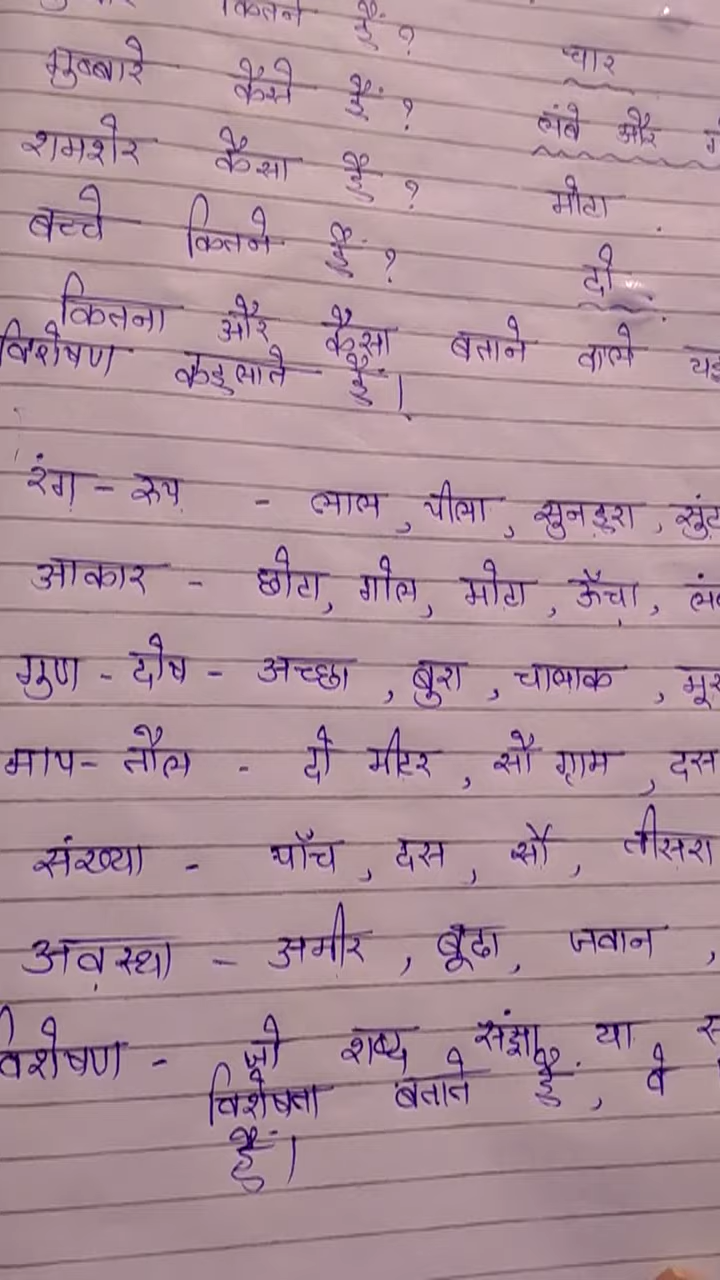 कितने हैं? चार
गुब्बारे कैसे हैं? लंबे और
शमशेर कैसा है? मोटा
बच्चे कितने हैं? दो
कितना और कैसा बताने वाले
विशेषण कहलाते हैं।
रंग - रूप - लाल, पीला, सुनहरा,
आकार - छोटा, गोल, मोटा, ऊँचा,
गुण - दोष - अच्छा, बुरा, चालाक,
माप - तौल - दो मीटर, सौ ग्राम, दस
संख्या - पाँच, दस, सौ, तीसरा
अवस्था - अमीर, बूढा, जवान,
विशेषण - जो शब्द संज्ञा या
विशेषता बताते हैं, वे
हैं।